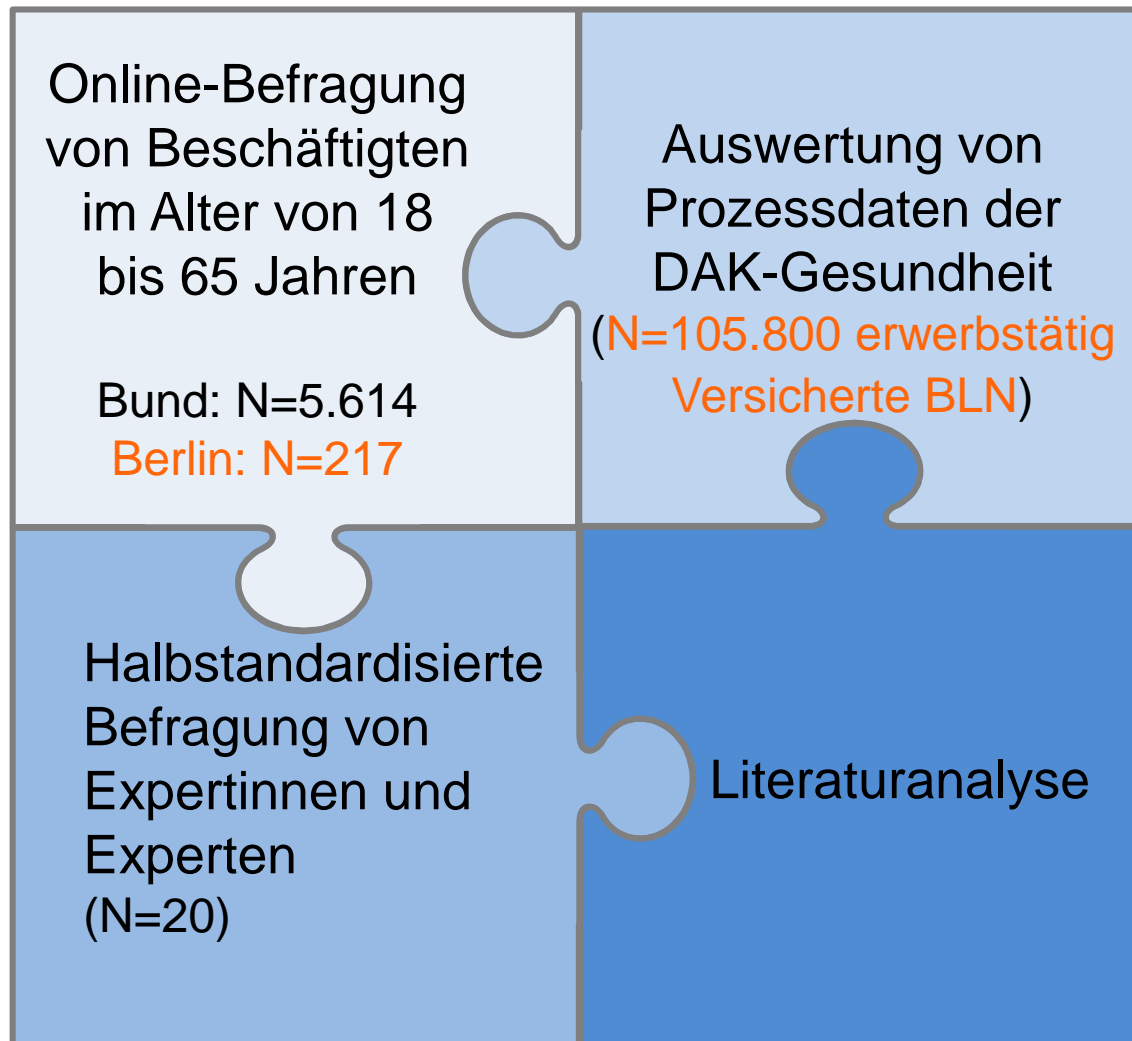 Online-Befragung
von Beschäftigten
im Alter von 18
bis 65 Jahren
Bund: N=5.614
Berlin: N=217
Auswertung von
Prozessdaten der
DAK-Gesundheit
(N=105.800 erwerbstätig
Versicherte BLN)
Halbstandardisierte
Befragung von
Expertinnen und
Experten
(N=20)
Literaturanalyse